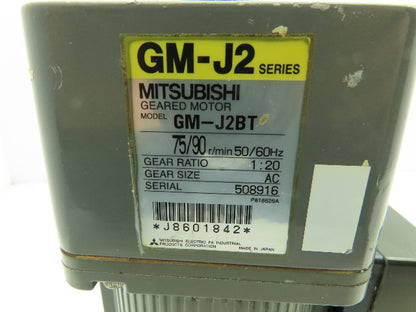 GM-J2 SERIES
MITSUBISHI
GEARED MOTOR
MODEL GM-J2BT
75/90 r/min 50/60Hz
GEAR RATIO 1:20
GEAR SIZE AC
SERIAL 508916
P818626A
*J8601842*
MITSUBISHI ELECTRIC FA INDUSTRIAL
PRODUCTS CORPORATION MADE IN JAPAN